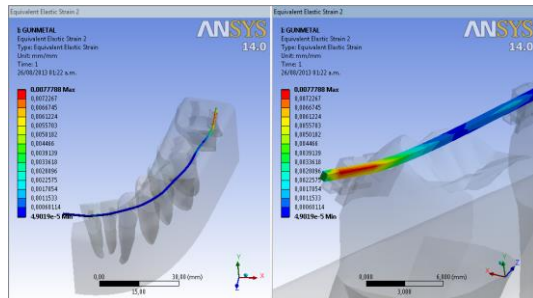 Equivalent Elastic Strain 2
I: GUNMETAL
Equivalent Elastic Strain 2
Type: Equivalent Elastic Strain
Unit: mm/mm
Time: 1
26/08/2013 01:22 a.m.
ANSYS
14.0
0,0077788 Max
0,0072267
0,0066745
0,0061224
0,0055703
0,0050182
0,004466
0,0039139
0,0033618
0,0028096
0,0022575
0,0017054
0,0011533
0,00060114
4,9019e-5 Min
0,00
30,00 (mm)
15,00
Y
X
Z
Equivalent Elastic Strain 2
I: GUNMETAL
Equivalent Elastic Strain 2
Type: Equivalent Elastic Strain
Unit: mm/mm
Time: 1
26/08/2013 01:22 a.m.
ANSYS
14.0
0,0077788 Max
0,0072267
0,0066745
0,0061224
0,0055703
0,0050182
0,004466
0,0039139
0,0033618
0,0028096
0,0022575
0,0017054
0,0011533
0,00060114
4,9019e-5 Min
0,000
6,000 (mm)
3,000
Y
X
Z